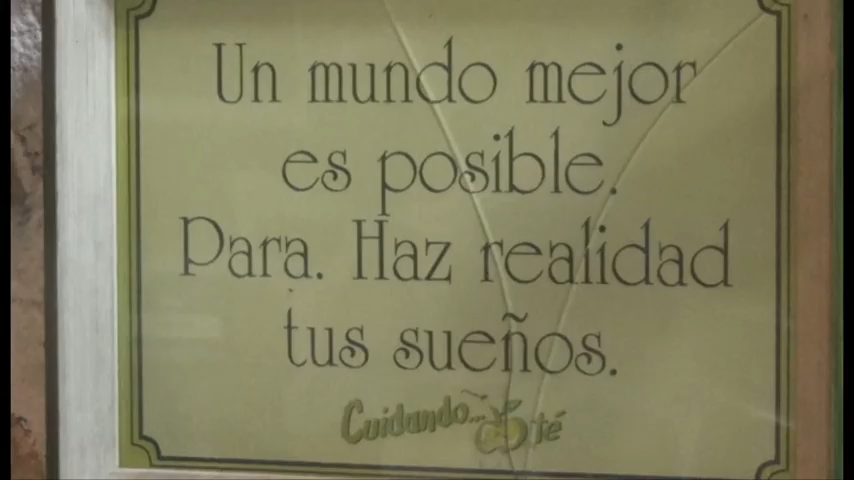 Un mundo mejor
es posible.
Para. Haz realidad
tus sueños.
Cuidando... té